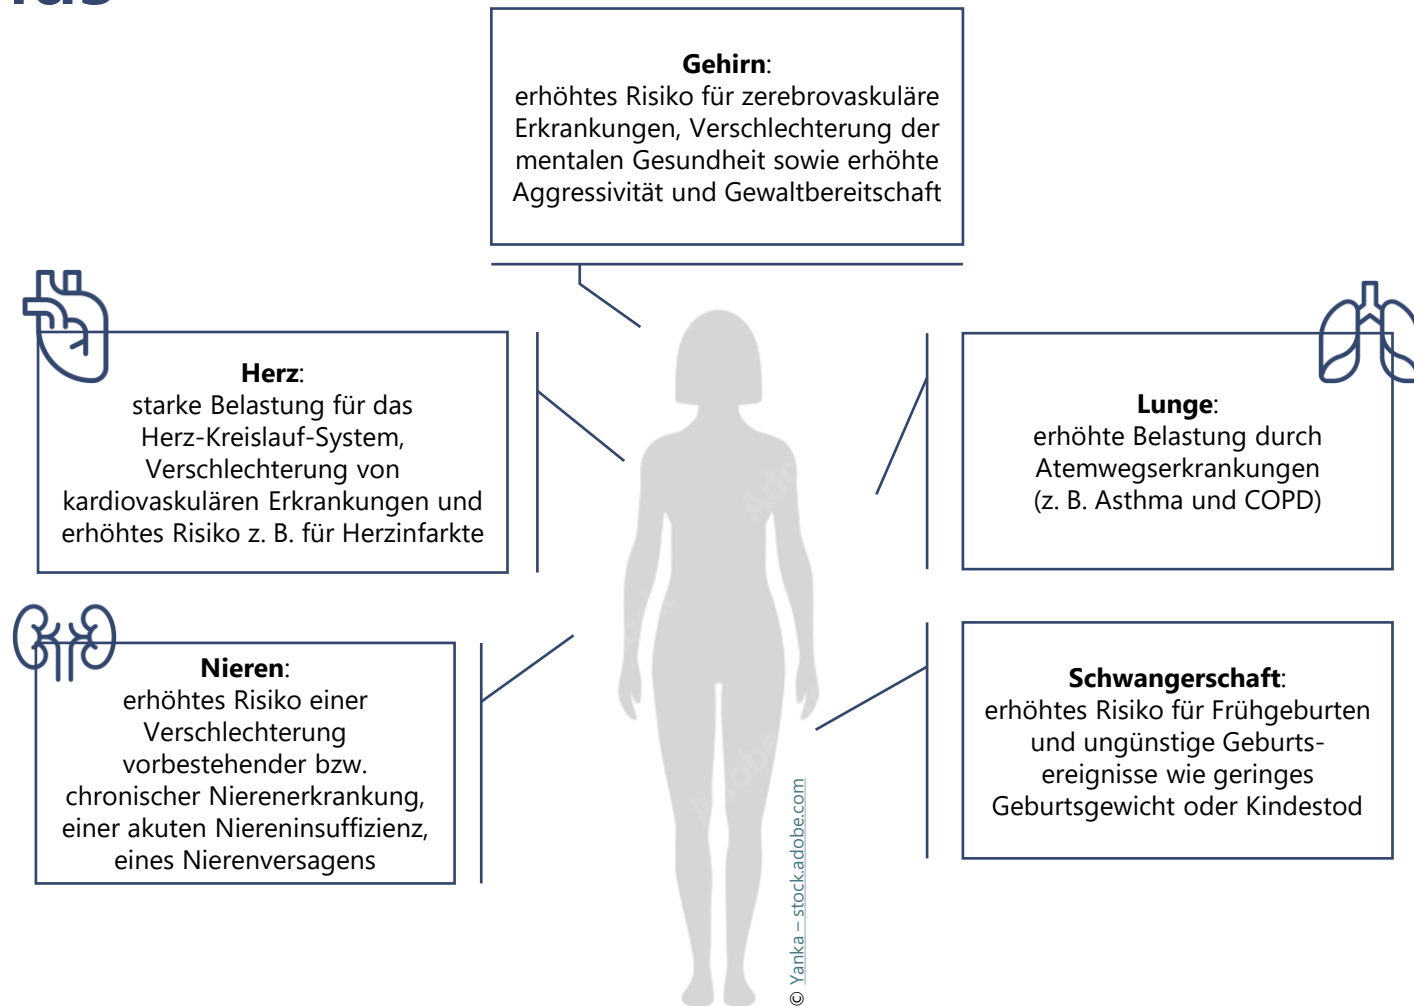 Gehirn:
erhöhtes Risiko für zerebrovaskuläre
Erkrankungen, Verschlechterung der
mentalen Gesundheit sowie erhöhte
Aggressivität und Gewaltbereitschaft
Herz:
starke Belastung für das
Herz-Kreislauf-System,
Verschlechterung von
kardiovaskulären Erkrankungen und
erhöhtes Risiko z. B. für Herzinfarkte
Lunge:
erhöhte Belastung durch
Atemwegserkrankungen
(z. B. Asthma und COPD)
Nieren:
erhöhtes Risiko einer
Verschlechterung
vorbestehender bzw.
chronischer Nierenerkrankung,
einer akuten Niereninsuffizienz,
eines Nierenversagens
Schwangerschaft:
erhöhtes Risiko für Frühgeburten
und ungünstige Geburts-
ereignisse wie geringes
Geburtsgewicht oder Kindestod
© Yanka – stock.adobe.com